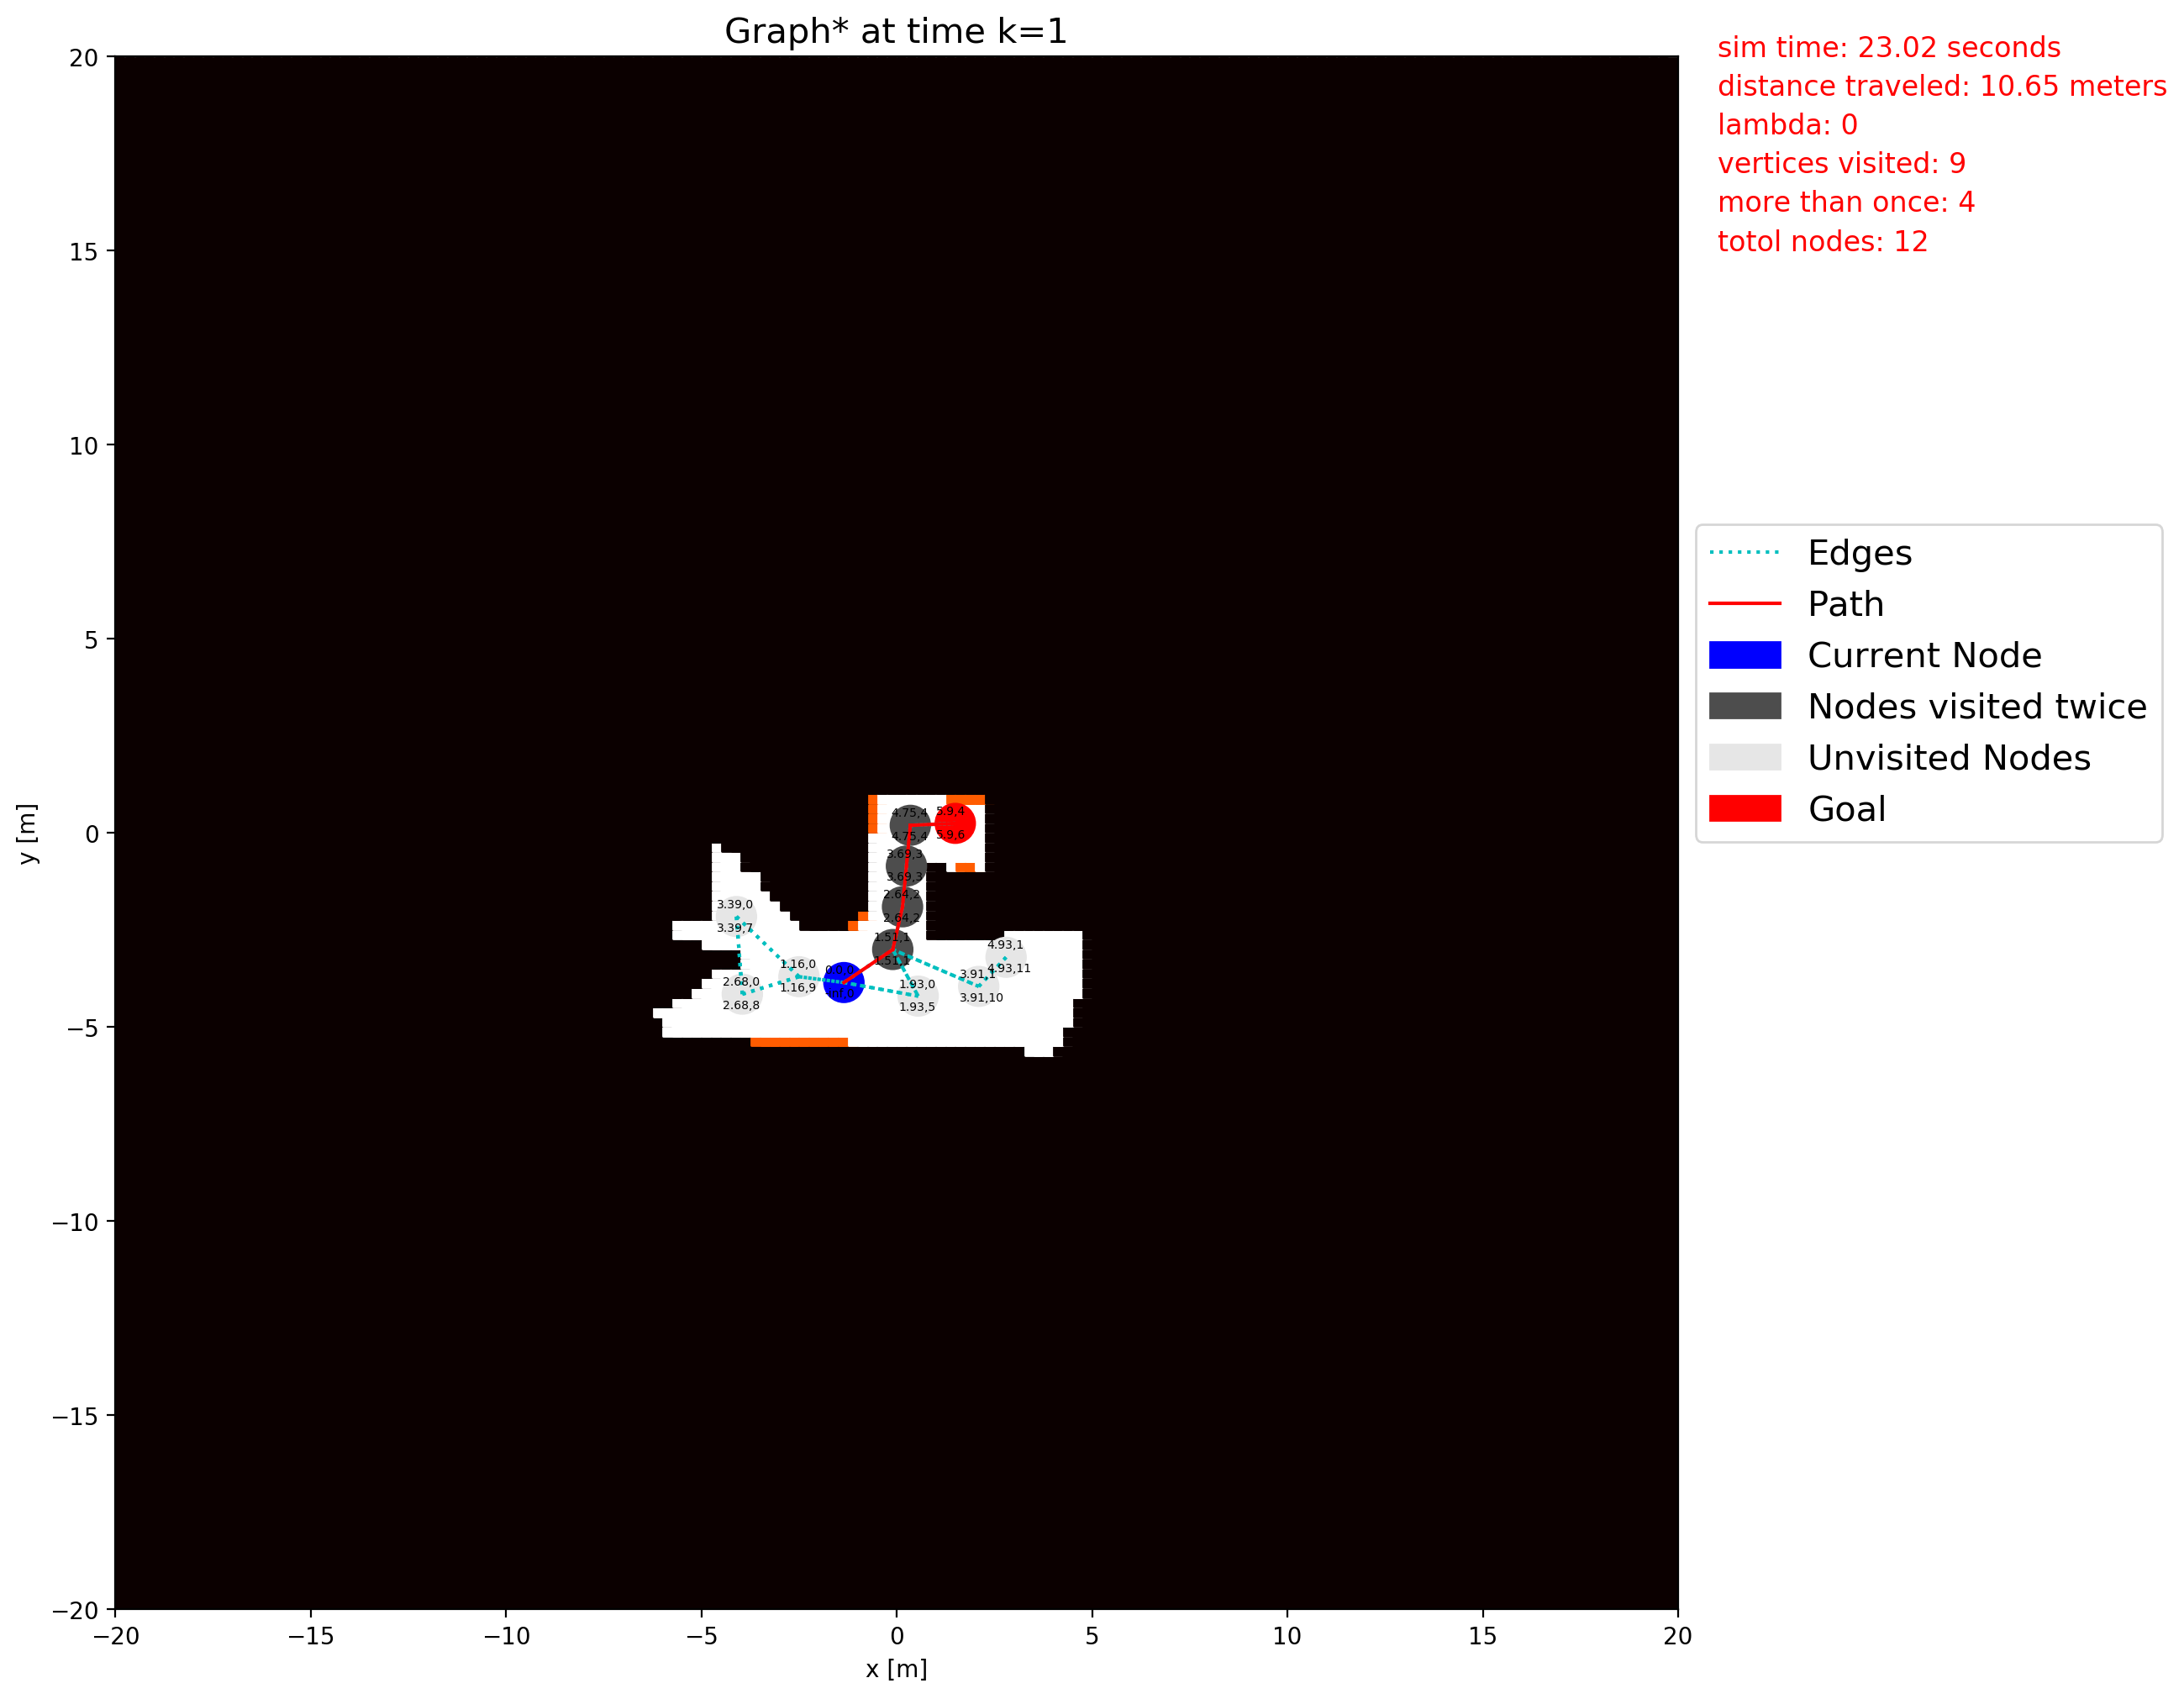 Graph* at time k=1
sim time: 23.02 seconds
distance traveled: 10.65 meters
lambda: 0
vertices visited: 9
more than once: 4
totol nodes: 12
20
15
10
5
0
−5
−10
−15
−20
y [m]
−20
−15
−10
−5
0
5
10
15
20
x [m]
Edges
Path
Current Node
Nodes visited twice
Unvisited Nodes
Goal
4.75,4
4.75,4
5.9,4
5.9,6
3.69,3
3.69,3
2.64,2
2.64,2
1.51,1
1.51,1
3.39,0
3.39,7
2.68,0
2.68,8
1.16,0
1.16,9
0.0,0
1.93,0
1.93,5
3.91,1
3.91,10
4.93,1
4.93,11